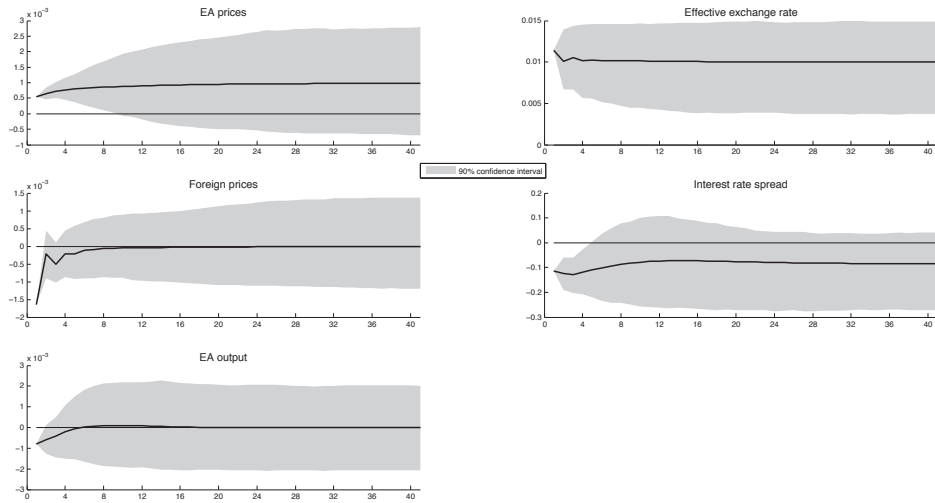 EA prices
x 10⁻³
3
2.5
2
1.5
1
0.5
0
−0.5
−1
0 4 8 12 16 20 24 28 32 36 40
Effective exchange rate
0.015
0.01
0.005
0
0 4 8 12 16 20 24 28 32 36 40
90% confidence interval
Foreign prices
x 10⁻³
1.5
1
0.5
0
−0.5
−1
−1.5
−2
0 4 8 12 16 20 24 28 32 36 40
Interest rate spread
0.2
0.1
0
−0.1
−0.2
−0.3
0 4 8 12 16 20 24 28 32 36 40
EA output
x 10⁻³
3
2
1
0
−1
−2
−3
0 4 8 12 16 20 24 28 32 36 40